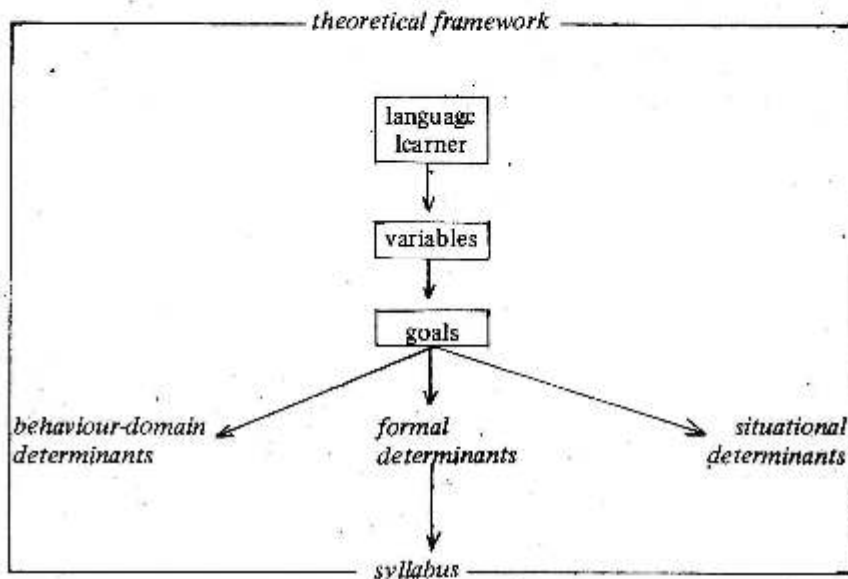 theoretical framework
language
learner
variables
goals
behaviour-domain
determinants
formal
determinants
situational
determinants
syllabus